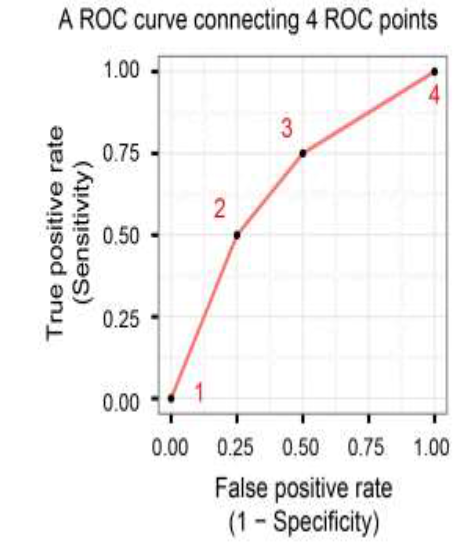 A ROC curve connecting 4 ROC points
True positive rate
(Sensitivity)
1.00
0.75
0.50
0.25
0.00
1
2
3
4
0.00 0.25 0.50 0.75 1.00
False positive rate
(1 − Specificity)